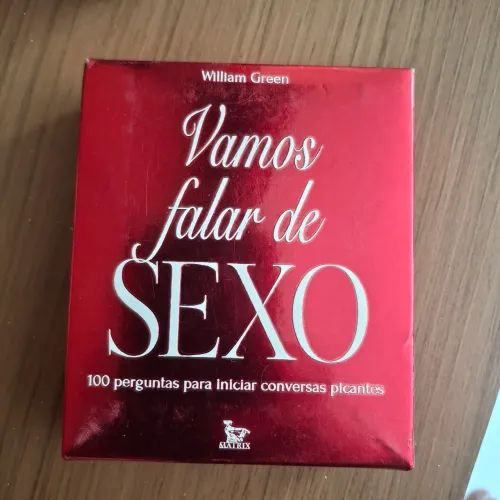 William Green
Vamos
falar de
SEXO
100 perguntas para iniciar conversas picantes
MATRIX